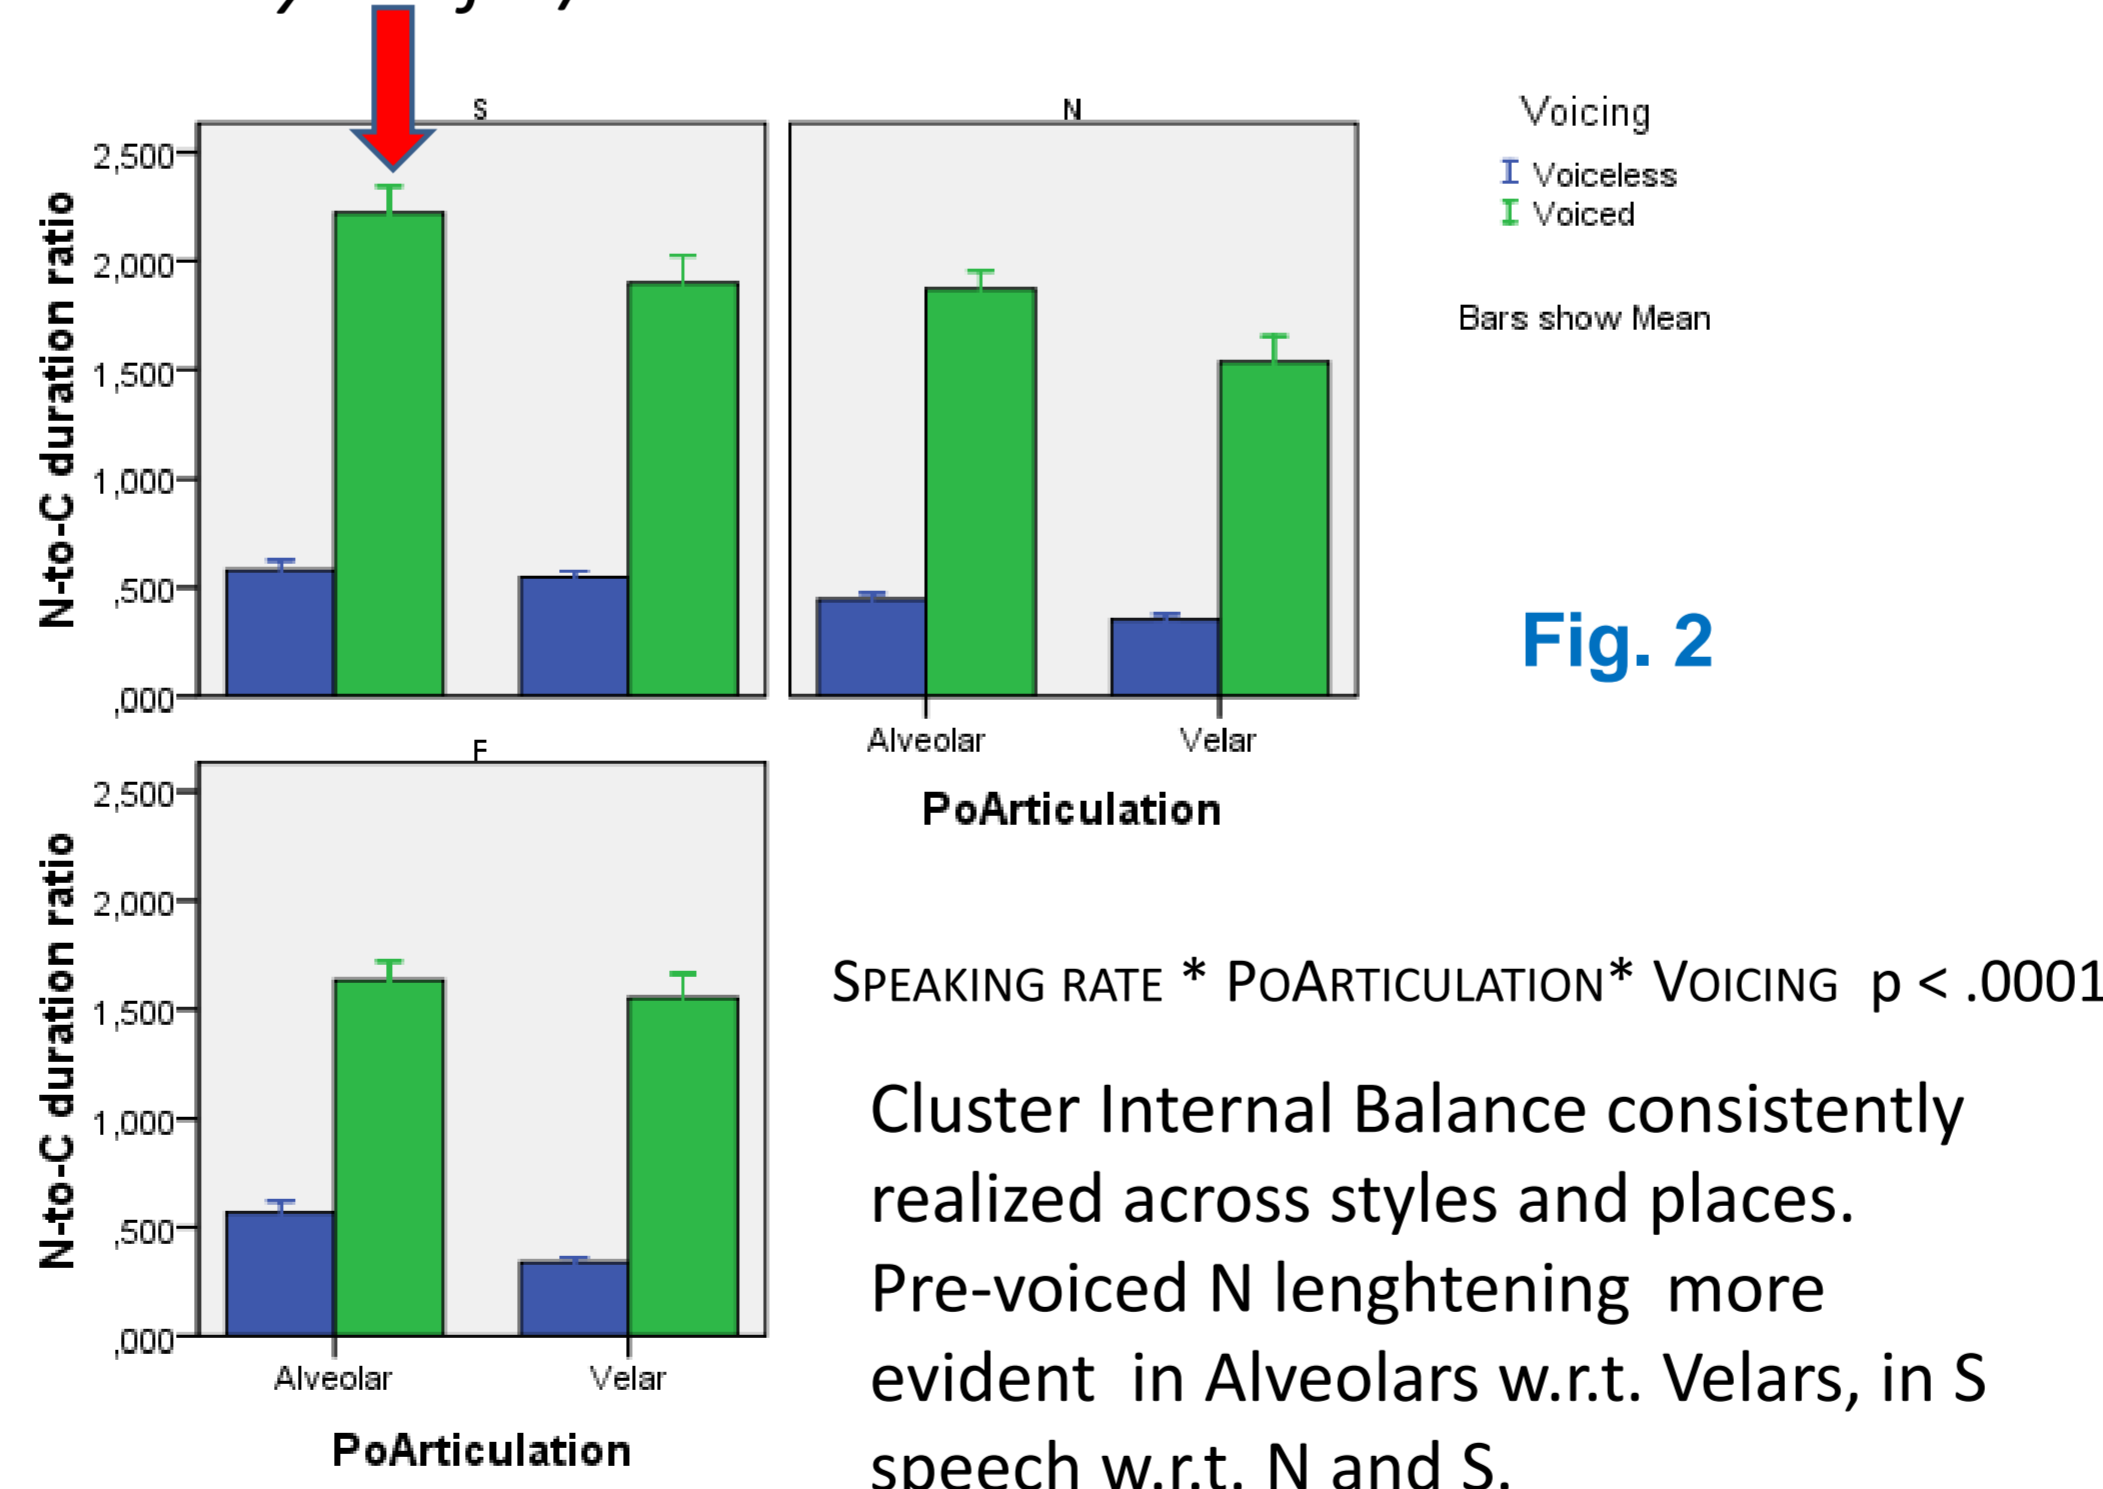 S
N
2,500
2,000
1,500
1,000
,500
,000
N-to-C duration ratio
Alveolar Velar
PoArticulation
Voicing
Voiceless
Voiced
Bars show Mean
Fig. 2
F
2,500
2,000
1,500
1,000
,500
,000
N-to-C duration ratio
Alveolar Velar
PoArticulation
SPEAKING RATE * POARTICULATION* VOICING p < .0001
Cluster Internal Balance consistently
realized across styles and places.
Pre-voiced N lenghtening more
evident in Alveolars w.r.t. Velars, in S
speech w.r.t. N and S.